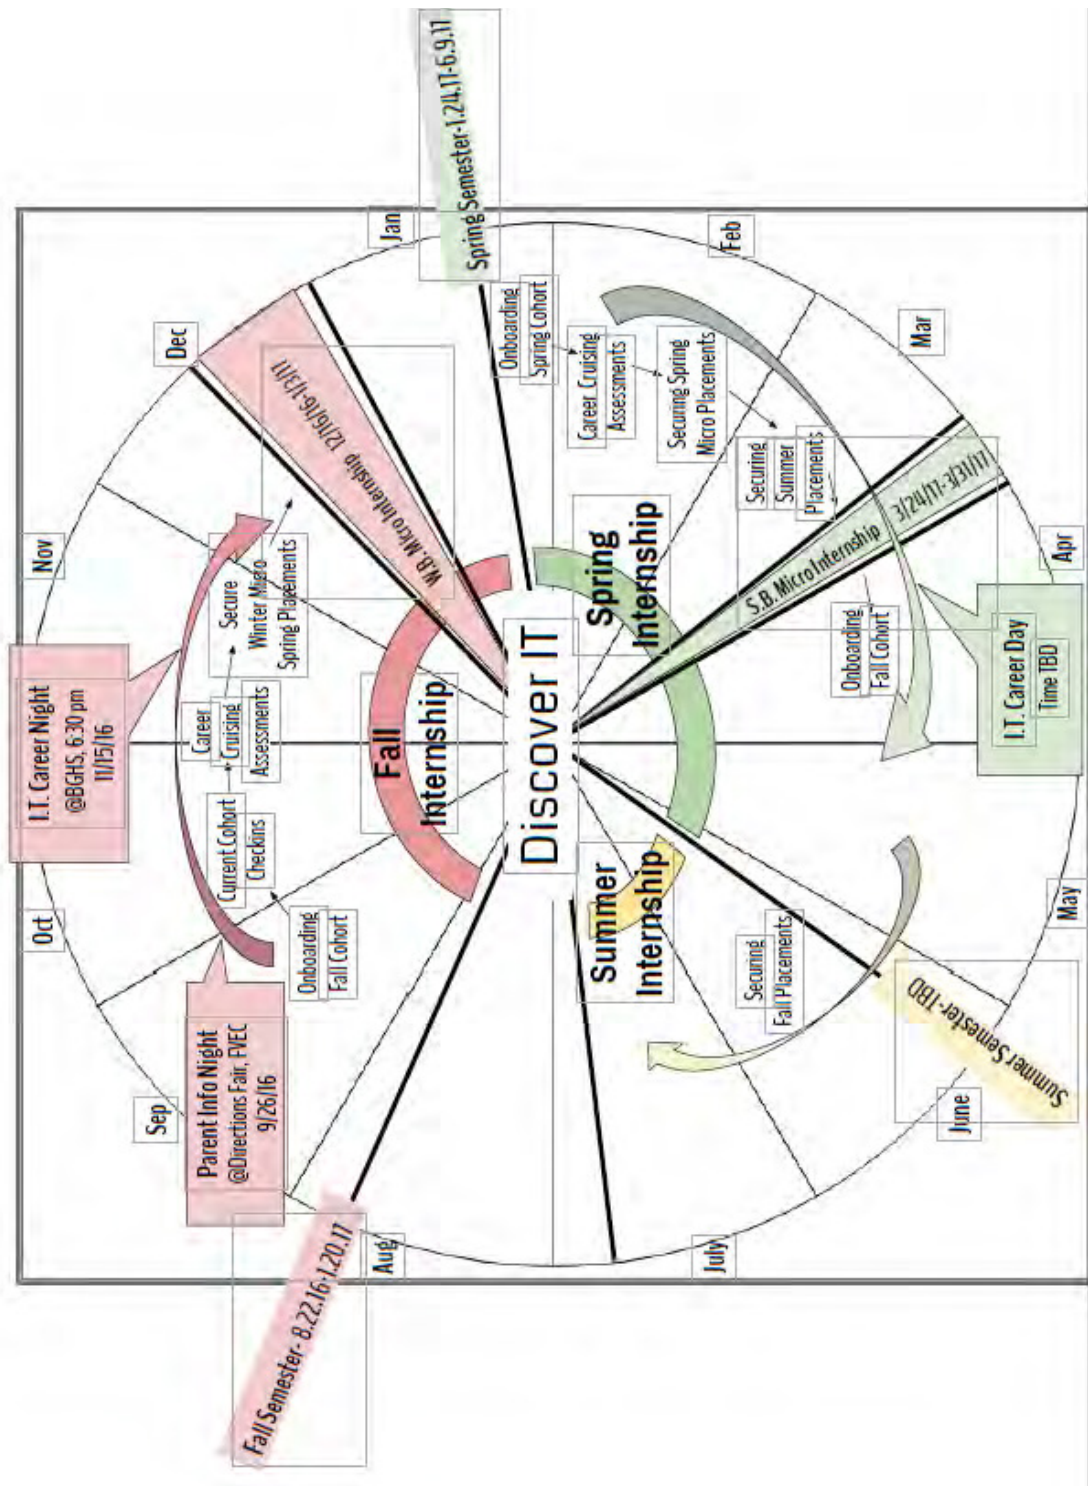 I.T. Career Night
@BGHS, 6:30 pm
11/15/16
Parent Info Night
@Directions Fair, FVEC
9/26/16
Fall Semester- 8.22.16-1.20.17
Spring Semester-1.24.17-6.9.17
Summer Semester-TBD
I.T. Career Day
Time TBD
Aug
Sep
Oct
Nov
Dec
Jan
Feb
Mar
Apr
May
June
July
Onboarding
Fall Cohort
Current Cohort
Checkins
Career
Cruising
Assessments
Secure
Winter Micro
Spring Placements
W.B. Micro Internship 12/16/16-1/3/17
Fall
Internship
Discover IT
Onboarding
Spring Cohort
Career Cruising
Assessments
Securing Spring
Micro Placements
Securing
Summer
Placements
Spring
Internship
S.B. Micro Internship 3/24/17-3/31/17
Onboarding
Fall Cohort
Summer
Internship
Securing
Fall Placements